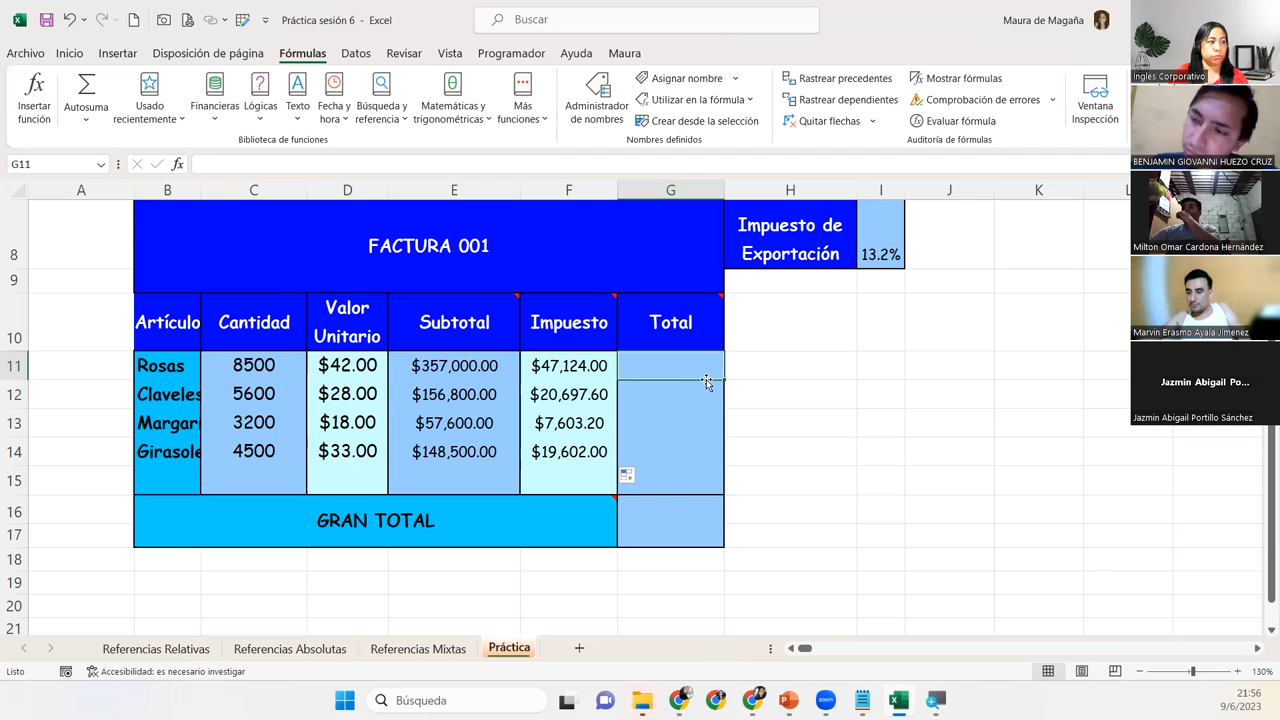 Práctica sesión 6 - Excel
Buscar
Maura de Magaña
Archivo Inicio Insertar Disposición de página Fórmulas Datos Revisar Vista Programador Ayuda Maura
Insertar función
Autosuma
Usado recientemente
Financieras
Lógicas
Texto
Fecha y hora
Búsqueda y referencia
Matemáticas y trigonométricas
Más funciones
Biblioteca de funciones
Administrador de nombres
Asignar nombre
Utilizar en la fórmula
Crear desde la selección
Nombres definidos
Rastrear precedentes
Rastrear dependientes
Quitar flechas
Mostrar fórmulas
Comprobación de errores
Evaluar fórmula
Auditoría de fórmulas
Ventana Inspección
G11 fx
A B C D E F G H I J K L
8 FACTURA 001 Impuesto de Exportación 13.2%
9
10 Artículo Cantidad Valor Unitario Subtotal Impuesto Total
11 Rosas 8500 $42.00 $357,000.00 $47,124.00
12 Claveles 5600 $28.00 $156,800.00 $20,697.60
13 Margari 3200 $18.00 $57,600.00 $7,603.20
14 Girasole 4500 $33.00 $148,500.00 $19,602.00
15
16 GRAN TOTAL
17
18
19
20
21
Referencias Relativas Referencias Absolutas Referencias Mixtas Práctica
Listo Accesibilidad: es necesario investigar 130%
Búsqueda
21:56
9/6/2023
Ingles Corporativo
BENJAMIN GIOVANNI HUEZO CRUZ
Milton Omar Cardona Hernández
Marvin Erasmo Ayala Jimenez
Jazmin Abigail Po...
Jazmín Abigail Portillo Sánchez